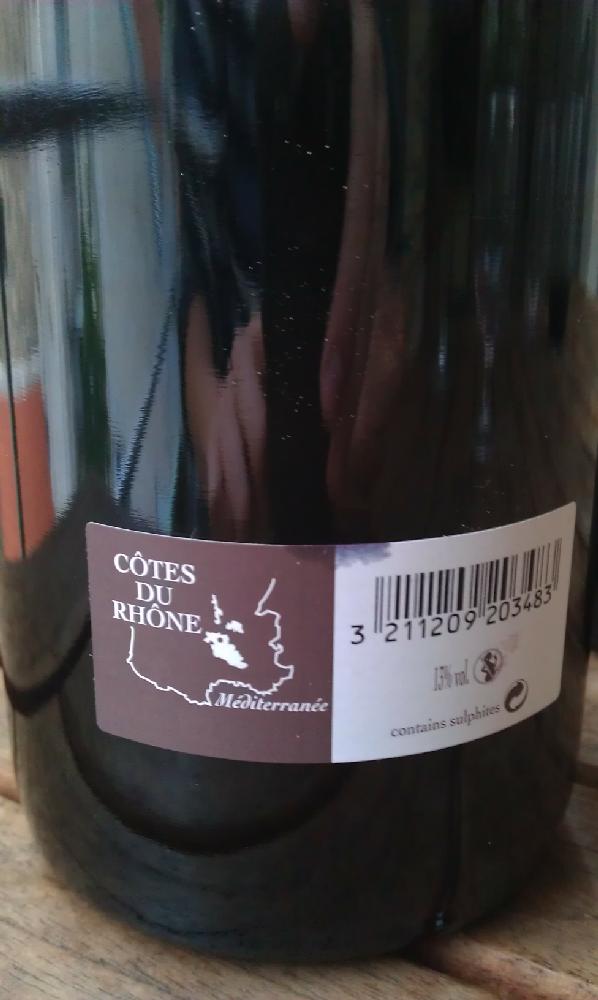 CÔTES
DU
RHÔNE
Méditerranée
3 211209 203483
13% vol.
contains sulphites